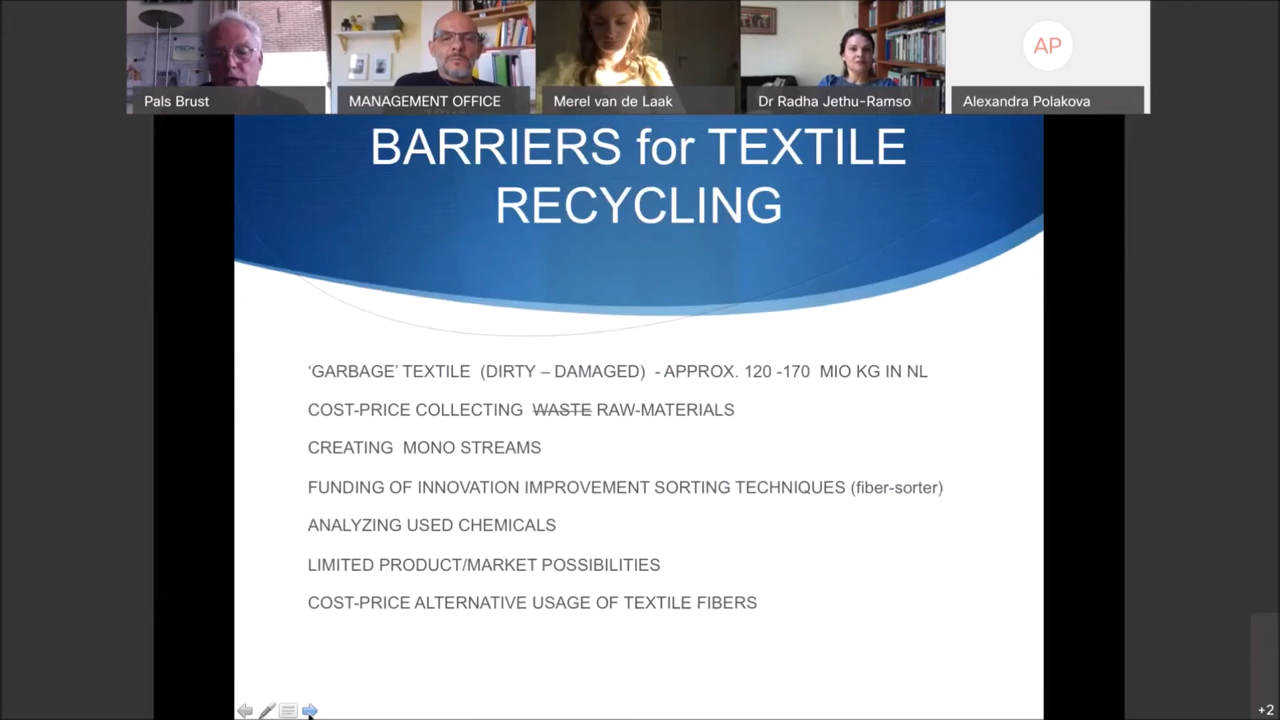 Pals Brust
MANAGEMENT OFFICE
Merel van de Laak
Dr Radha Jethu-Ramso
AP
Alexandra Polakova
BARRIERS for TEXTILE
RECYCLING
‘GARBAGE’ TEXTILE (DIRTY – DAMAGED) - APPROX. 120 -170 MIO KG IN NL
COST-PRICE COLLECTING WASTE RAW-MATERIALS
CREATING MONO STREAMS
FUNDING OF INNOVATION IMPROVEMENT SORTING TECHNIQUES (fiber-sorter)
ANALYZING USED CHEMICALS
LIMITED PRODUCT/MARKET POSSIBILITIES
COST-PRICE ALTERNATIVE USAGE OF TEXTILE FIBERS
+2